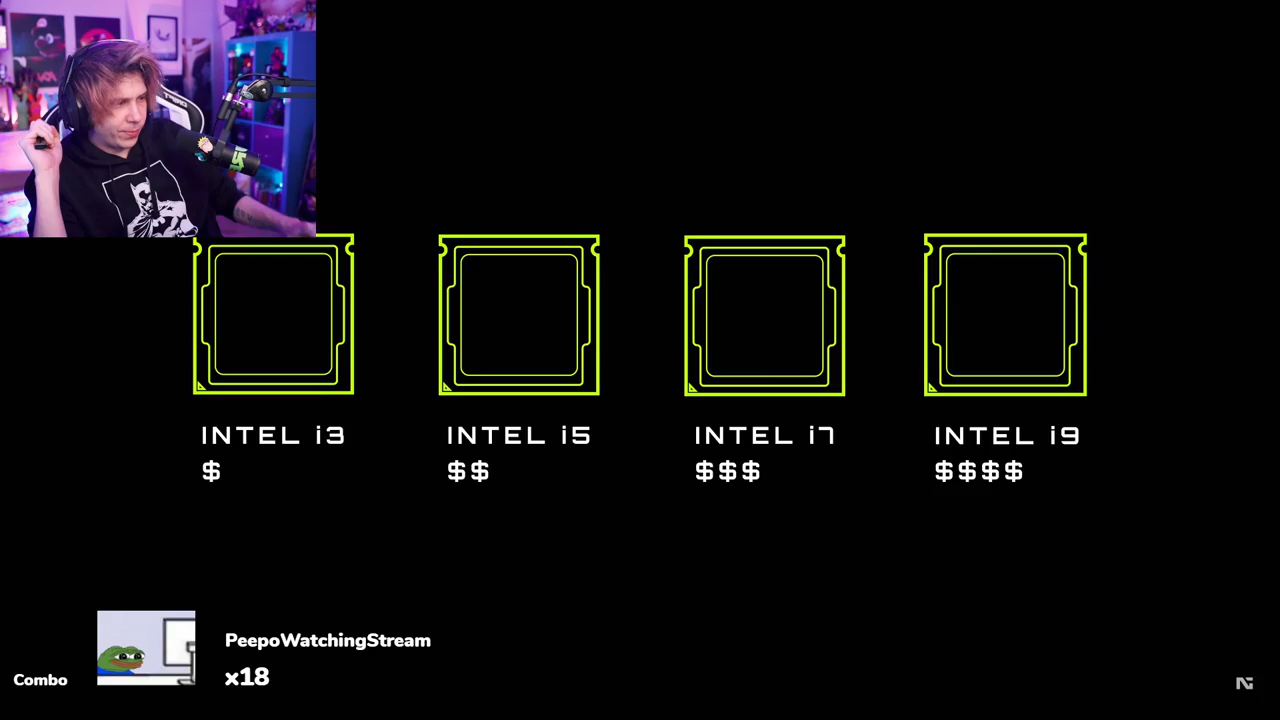 INTEL i3
$
INTEL i5
$$
INTEL i7
$$$
INTEL i9
$$$$
PeepoWatchingStream
x18
Combo